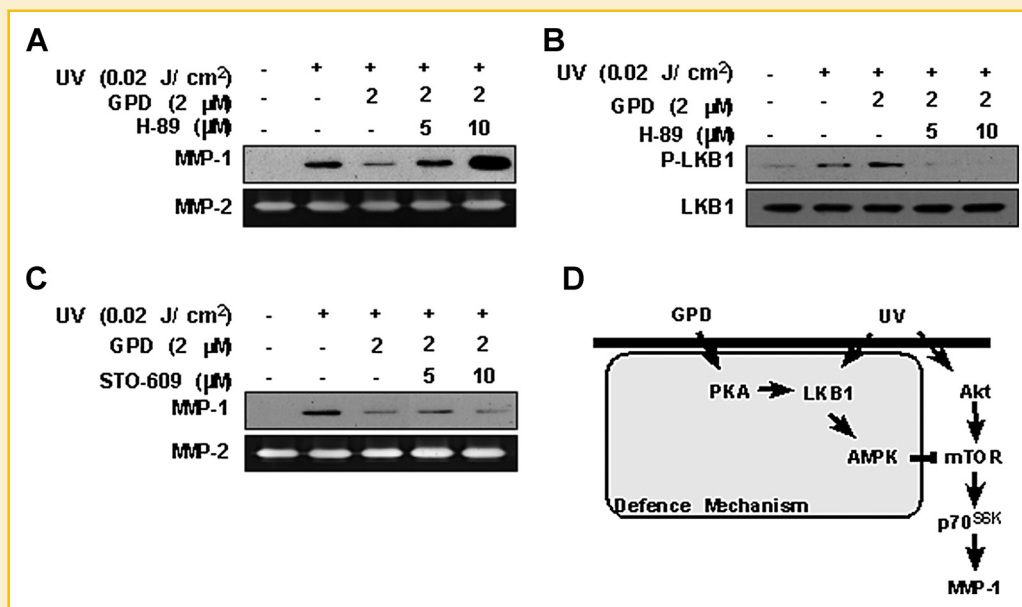 A
UV (0.02 J/ cm²) - + + + +
GPD (2 µM) - - 2 2 2
H-89 (µM) - - - 5 10
MMP-1
MMP-2
B
UV (0.02 J/ cm²) - + + + +
GPD (2 µM) - - 2 2 2
H-89 (µM) - - - 5 10
P-LKB1
LKB1
C
UV (0.02 J/ cm²) - + + + +
GPD (2 µM) - - 2 2 2
STO-609 (µM) - - - 5 10
MMP-1
MMP-2
D
GPD UV
PKA LKB1 Akt
AMPK mTOR
Defence Mechanism
p70S6K
MMP-1